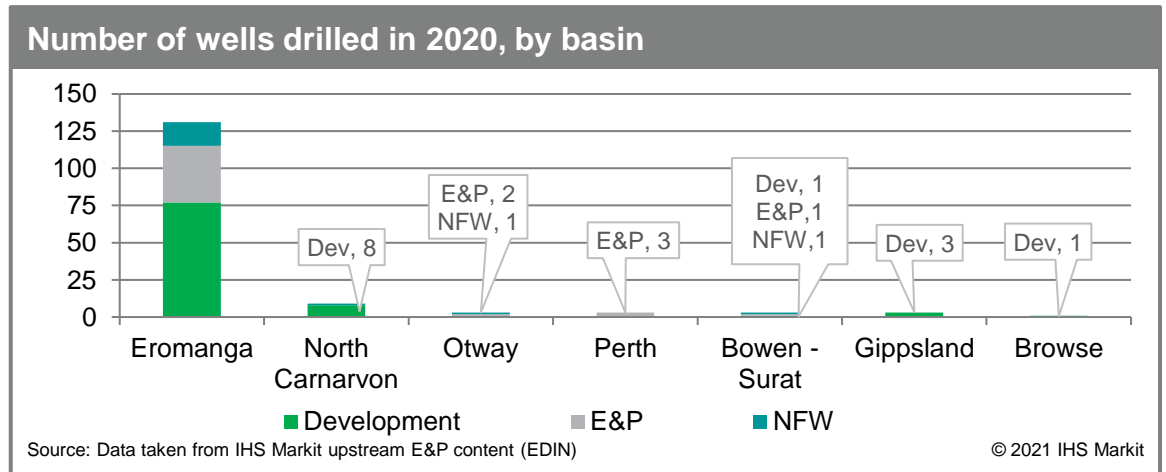 Number of wells drilled in 2020, by basin
150
125
100
75
50
25
0
Dev, 8
E&P, 2
NFW, 1
E&P, 3
Dev, 1
E&P,1
NFW,1
Dev, 3
Dev, 1
Eromanga
North
Carnarvon
Otway
Perth
Bowen -
Surat
Gippsland
Browse
Development
E&P
NFW
Source: Data taken from IHS Markit upstream E&P content (EDIN)
© 2021 IHS Markit